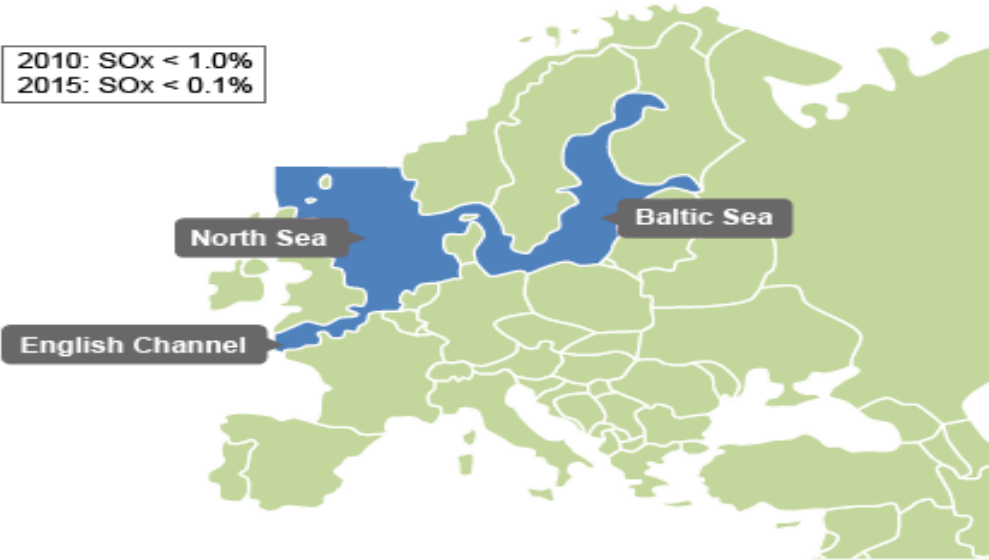 2010: SOx < 1.0%
2015: SOx < 0.1%
Baltic Sea
North Sea
English Channel